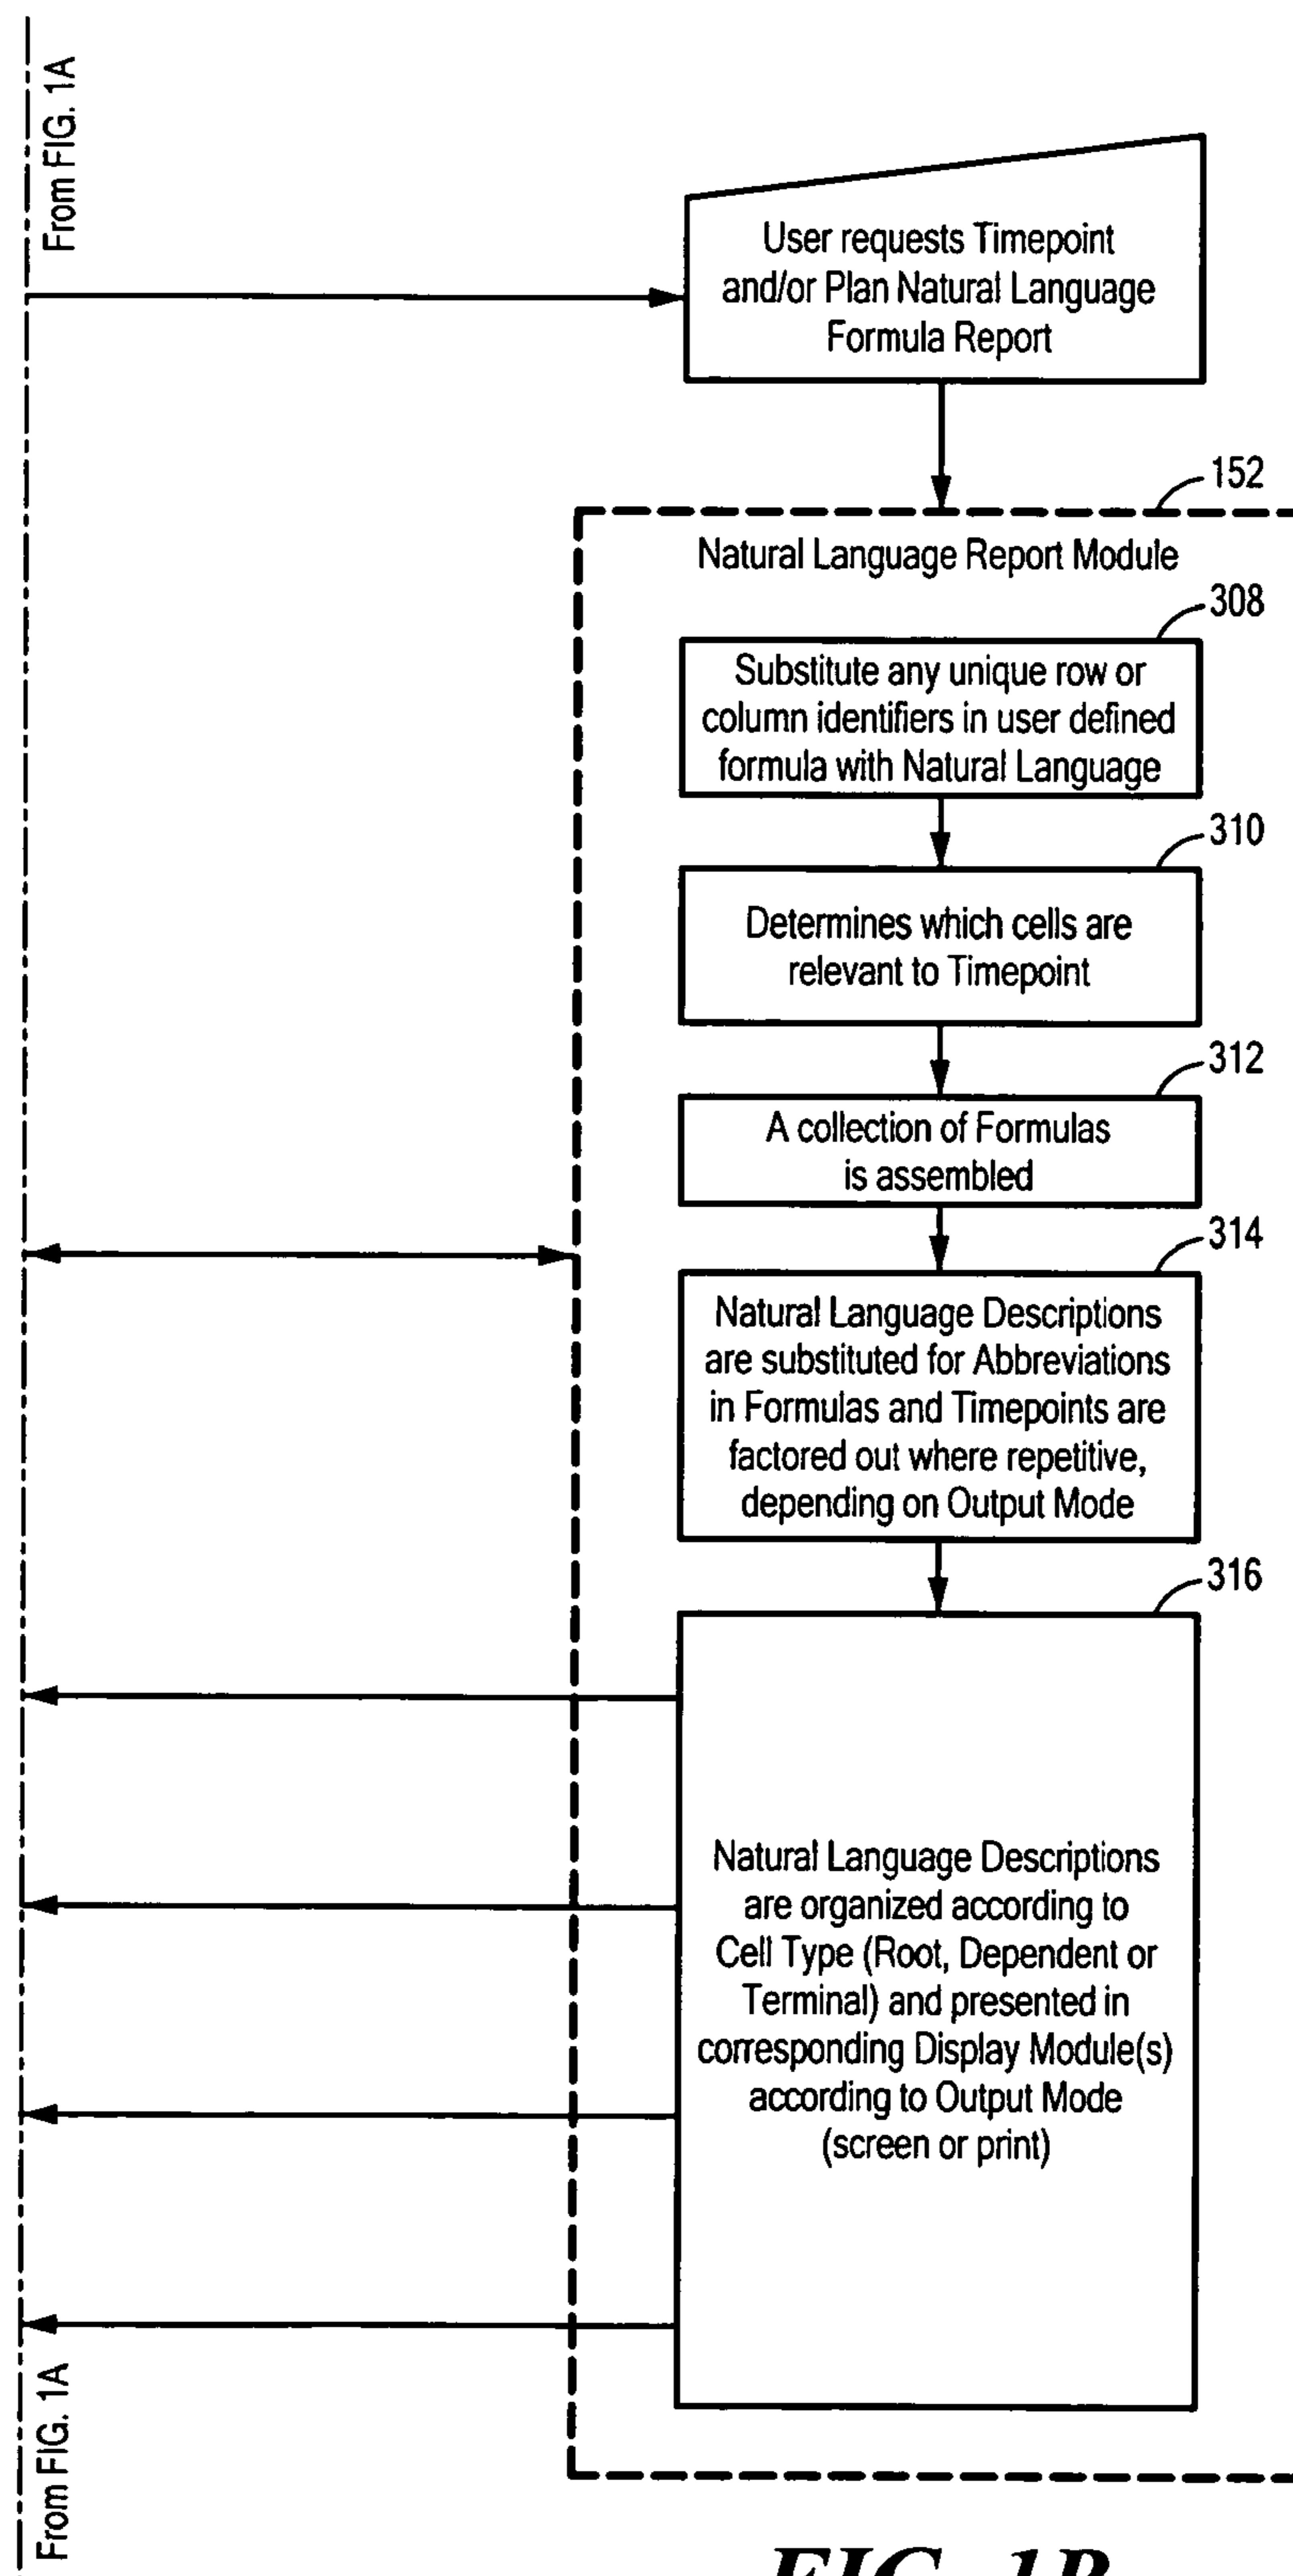 From FIG. 1A
User requests Timepoint
and/or Plan Natural Language
Formula Report
152
Natural Language Report Module
308
Substitute any unique row or
column identifiers in user defined
formula with Natural Language
310
Determines which cells are
relevant to Timepoint
312
A collection of Formulas
is assembled
314
Natural Language Descriptions
are substituted for Abbreviations
in Formulas and Timepoints are
factored out where repetitive,
depending on Output Mode
316
Natural Language Descriptions
are organized according to
Cell Type (Root, Dependent or
Terminal) and presented in
corresponding Display Module(s)
according to Output Mode
(screen or print)
From FIG. 1A
FIG. 1B